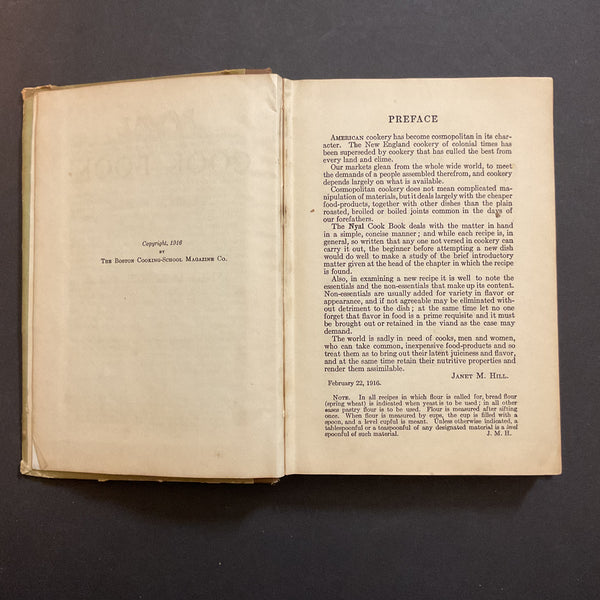 Copyright, 1916
BY
THE BOSTON COOKING-SCHOOL MAGAZINE CO.
PREFACE
AMERICAN cookery has become cosmopolitan in its char-
acter. The New England cookery of colonial times has
been superseded by cookery that has culled the best from
every land and clime.
Our markets glean from the whole wide world, to meet
the demands of a people assembled therefrom, and cookery
depends largely on what is available.
Cosmopolitan cookery does not mean complicated ma-
nipulation of materials, but it deals largely with the cheaper
food-products, together with other dishes than the plain
roasted, broiled or boiled joints common in the days of
our forefathers.
The Nyal Cook Book deals with the matter in hand
in a simple, concise manner; and while each recipe is, in
general, so written that any one not versed in cookery can
carry it out, the beginner before attempting a new dish
would do well to make a study of the brief introductory
matter given at the head of the chapter in which the recipe
is found.
Also, in examining a new recipe it is well to note the
essentials and the non-essentials that make up its content.
Non-essentials are usually added for variety in flavor or
appearance, and if not agreeable may be eliminated with-
out detriment to the dish; at the same time let no one
forget that flavor in food is a prime requisite and it must
be brought out or retained in the viand as the case may
demand.
The world is sadly in need of cooks, men and women,
who can take common, inexpensive food-products and so
treat them as to bring out their latent juiciness and flavor,
and at the same time retain their nutritive properties and
render them assimilable.
JANET M. HILL.
February 22, 1916.
NOTE. In all recipes in which flour is called for, bread flour
(spring wheat) is indicated when yeast is to be used; in all other
cases pastry flour is to be used. Flour is measured after sifting
once. When flour is measured by cups, the cup is filled with a
spoon, and a level cupful is meant. Unless otherwise indicated, a
tablespoonful or a teaspoonful of any designated material is a level
spoonful of such material. J. M. H.